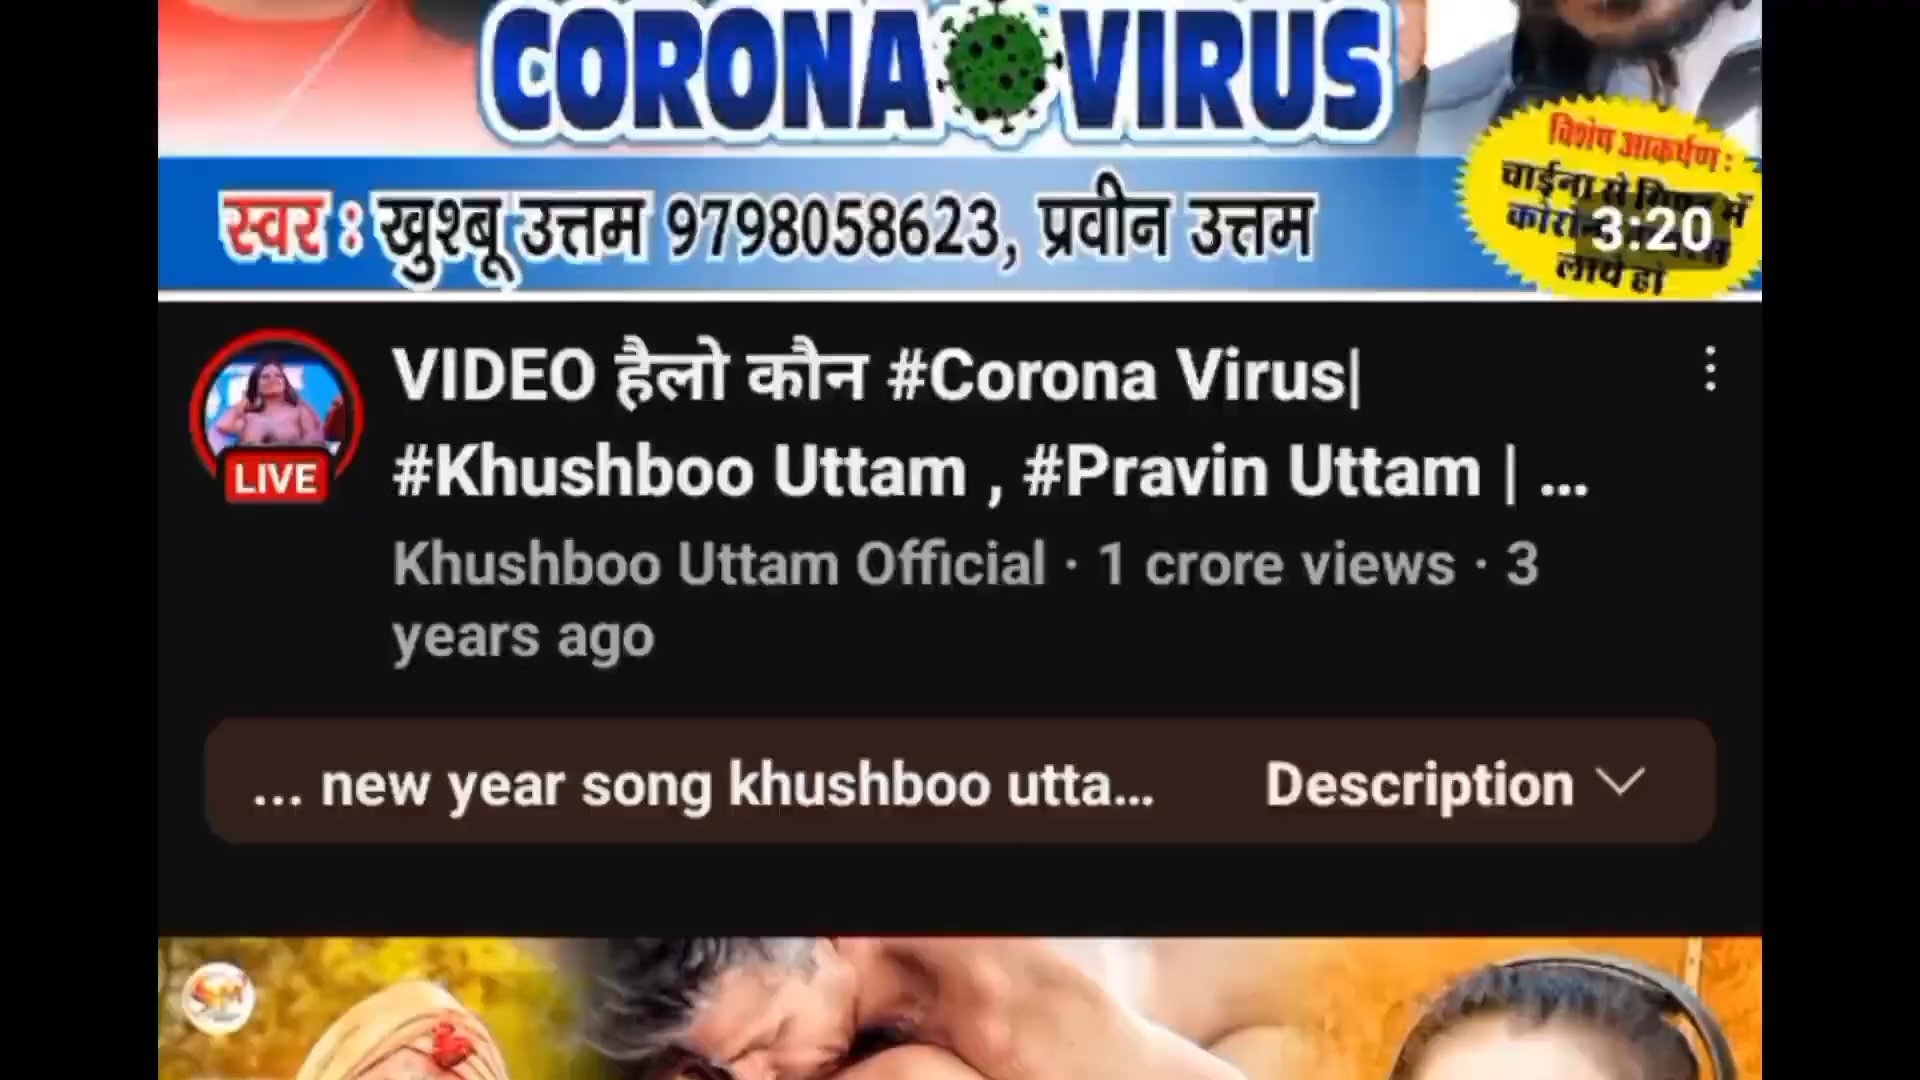 CORONA VIRUS
विशेष आकर्षण :
चाईना से गिफ्ट में
लाये हो
3:20
स्वर : खुश्बू उत्तम 9798058623, प्रवीन उत्तम
VIDEO हैलो कौन #Corona Virus|
#Khushboo Uttam , #Pravin Uttam | ...
LIVE
Khushboo Uttam Official · 1 crore views · 3
years ago
... new year song khushboo utta...
Description